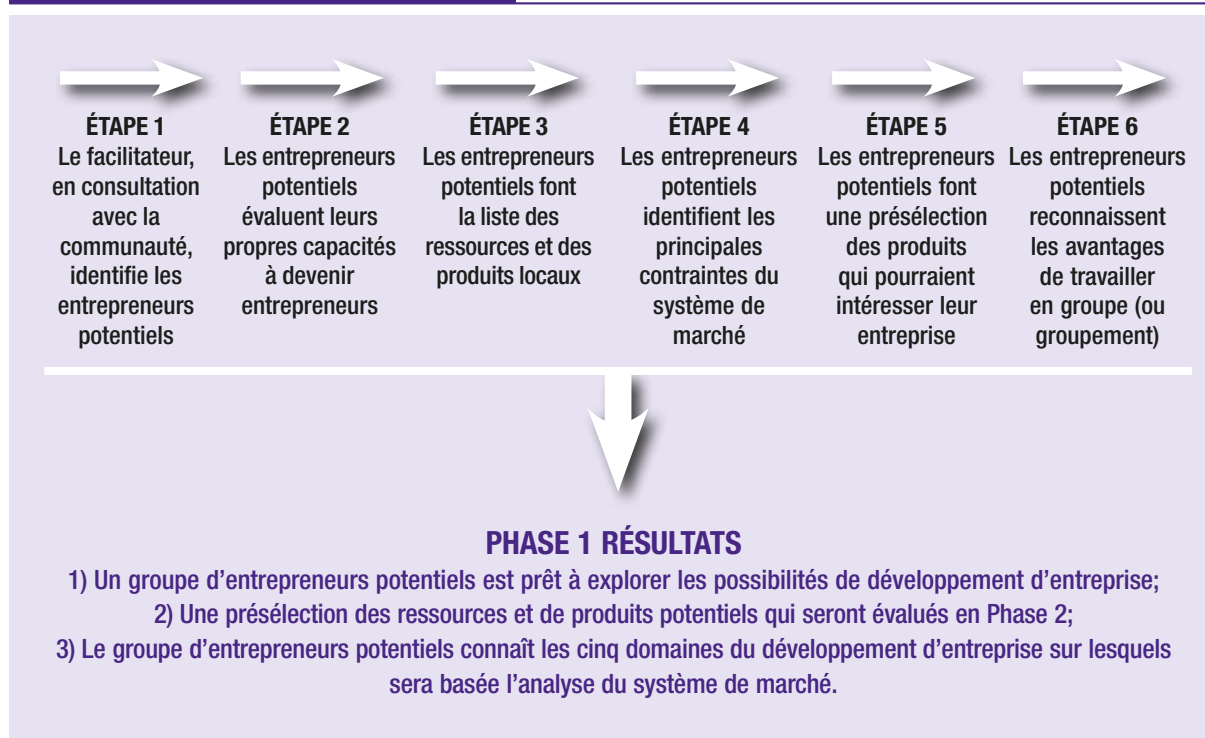 ÉTAPE 1
Le facilitateur,
en consultation
avec la
communauté,
identifie les
entrepreneurs
potentiels
ÉTAPE 2
Les entrepreneurs
potentiels
évaluent leurs
propres capacités
à devenir
entrepreneurs
ÉTAPE 3
Les entrepreneurs
potentiels font
la liste des
ressources et des
produits locaux
ÉTAPE 4
Les entrepreneurs
potentiels
identifient les
principales
contraintes du
système de
marché
ÉTAPE 5
Les entrepreneurs
potentiels font
une présélection
des produits
qui pourraient
intéresser leur
entreprise
ÉTAPE 6
Les entrepreneurs
potentiels
reconnaissent
les avantages
de travailler
en groupe (ou
groupement)
PHASE 1 RÉSULTATS
1) Un groupe d'entrepreneurs potentiels est prêt à explorer les possibilités de développement d'entreprise;
2) Une présélection des ressources et de produits potentiels qui seront évalués en Phase 2;
3) Le groupe d'entrepreneurs potentiels connaît les cinq domaines du développement d'entreprise sur lesquels
sera basée l'analyse du système de marché.